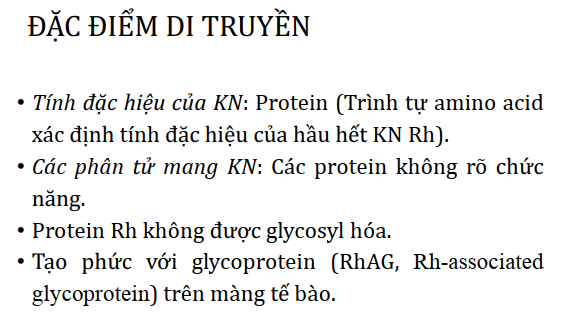 ĐẶC ĐIỂM DI TRUYỀN
• Tính đặc hiệu của KN: Protein (Trình tự amino acid
xác định tính đặc hiệu của hầu hết KN Rh).
• Các phân tử mang KN: Các protein không rõ chức
năng.
• Protein Rh không được glycosyl hóa.
• Tạo phức với glycoprotein (RhAG, Rh-associated
glycoprotein) trên màng tế bào.